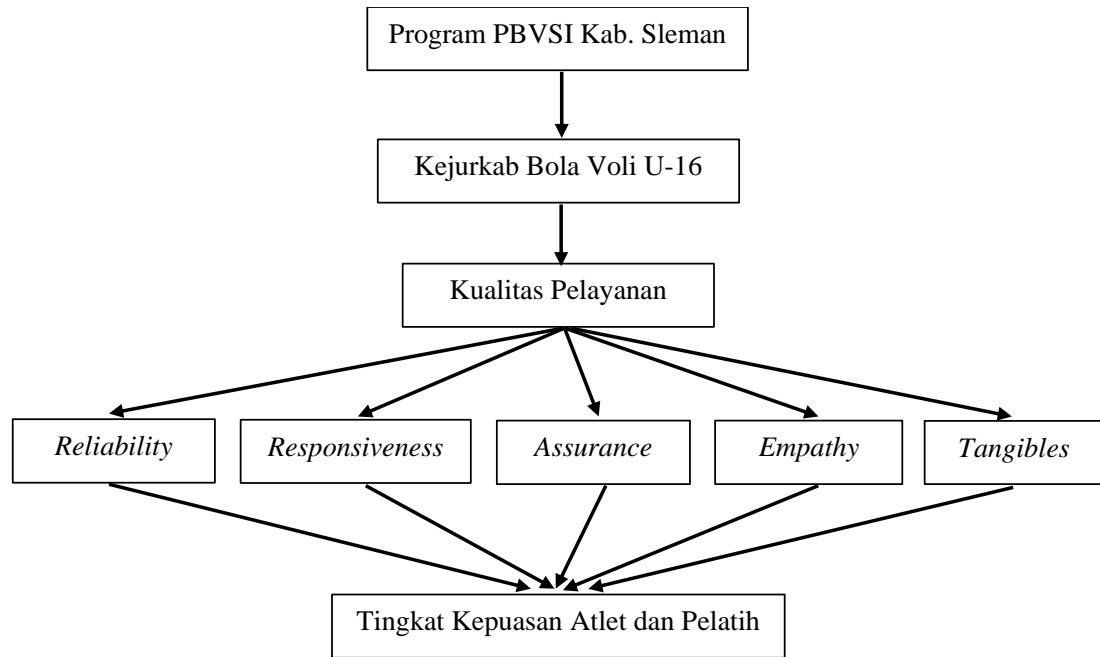 Program PBVSI Kab. Sleman
Kejurkab Bola Voli U-16
Kualitas Pelayanan
Reliability
Responsiveness
Assurance
Empathy
Tangibles
Tingkat Kepuasan Atlet dan Pelatih